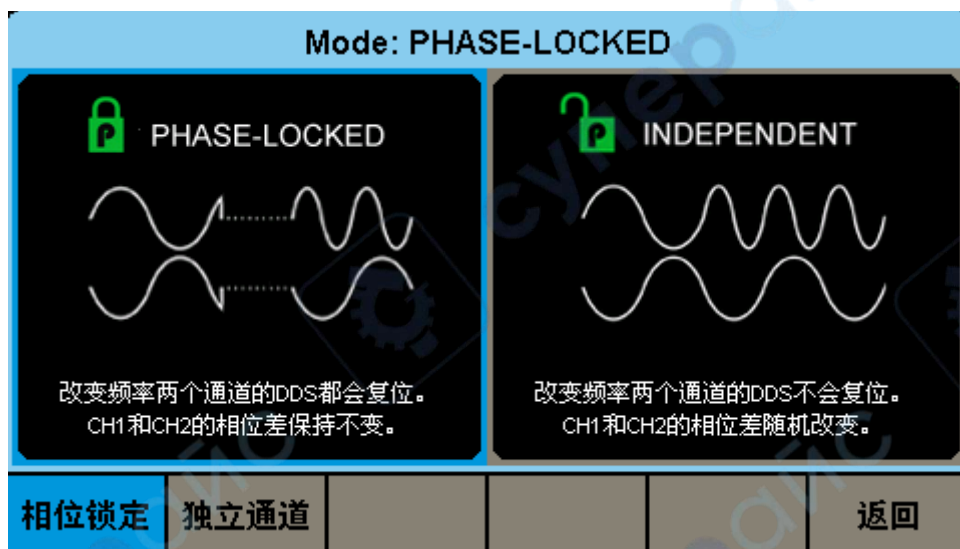 Mode: PHASE-LOCKED
PHASE-LOCKED
改变频率两个通道的DDS都会复位。
CH1和CH2的相位差保持不变。
INDEPENDENT
改变频率两个通道的DDS不会复位。
CH1和CH2的相位差随机改变。
相位锁定
独立通道
返回